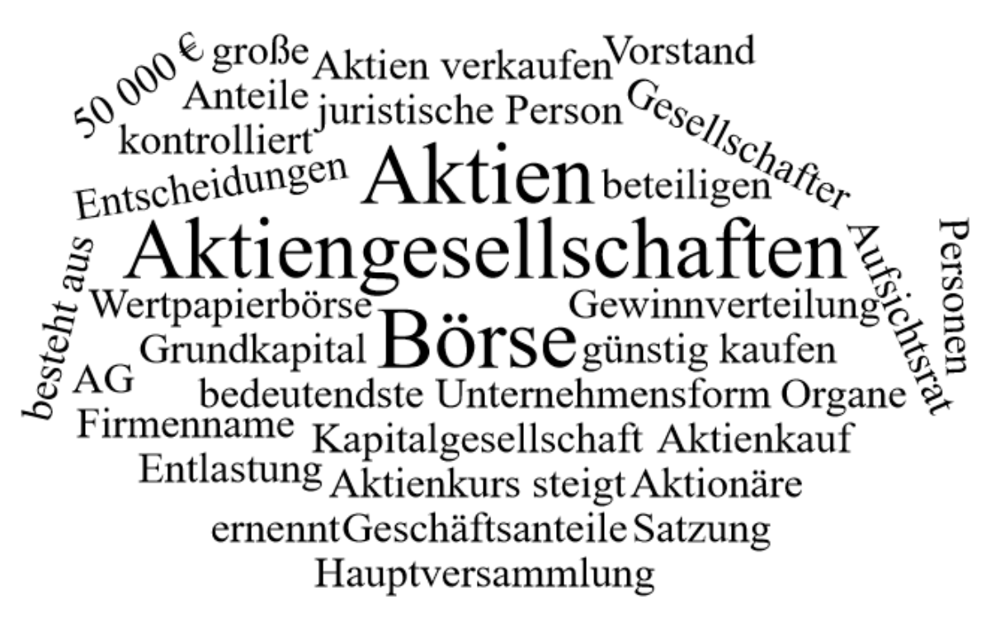 50 000 €
große
Aktien verkaufen
Vorstand
Anteile
juristische Person
Gesellschafter
kontrolliert
Entscheidungen
Aktien
beteiligen
Aktiengesellschaften
Aufsichtsrat
Personen
besteht aus
Wertpapierbörse
Börse
Gewinnverteilung
Grundkapital
günstig kaufen
AG
bedeutendste Unternehmensform
Organe
Firmenname
Kapitalgesellschaft
Aktienkauf
Entlastung
Aktienkurs steigt
Aktionäre
ernennt
Geschäftsanteile
Satzung
Hauptversammlung